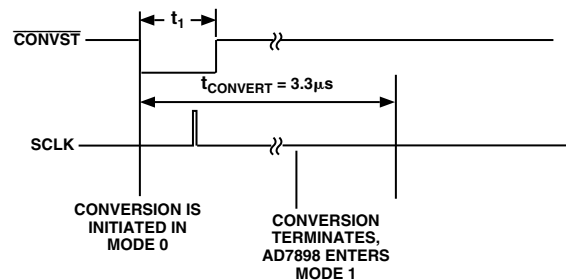 t1
CONVST
tCONVERT = 3.3µs
SCLK
CONVERSION IS
INITIATED IN
MODE 0
CONVERSION
TERMINATES,
AD7898 ENTERS
MODE 1